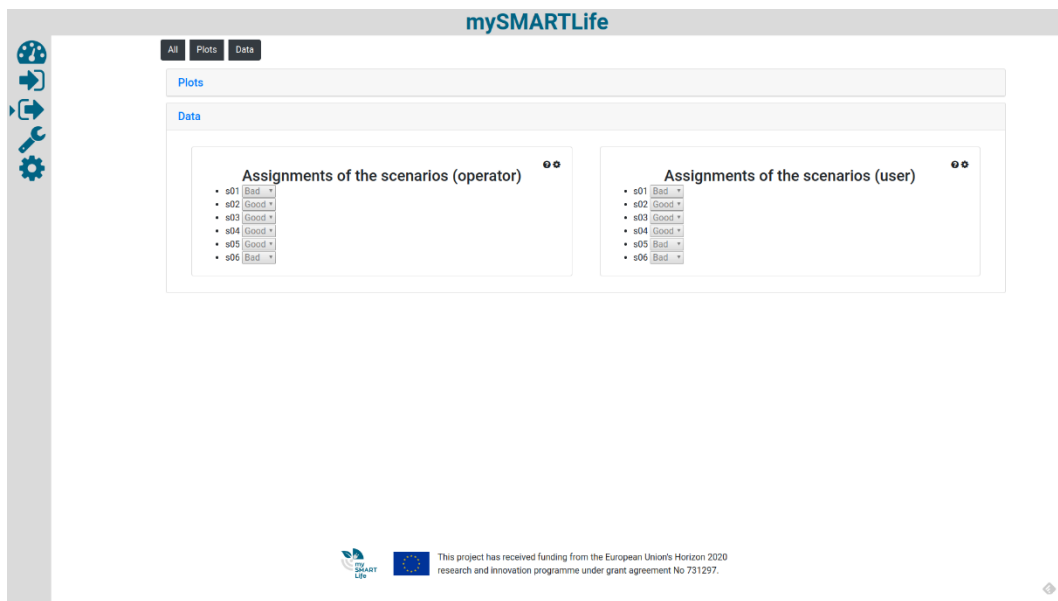 mySMARTLife
All Plots Data
Plots
Data
Assignments of the scenarios (operator)
s01 Bad
s02 Good
s03 Good
s04 Good
s05 Good
s06 Bad
Assignments of the scenarios (user)
s01 Bad
s02 Good
s03 Good
s04 Good
s05 Bad
s06 Bad
my
SMART
Life
This project has received funding from the European Union's Horizon 2020
research and innovation programme under grant agreement No 731297.